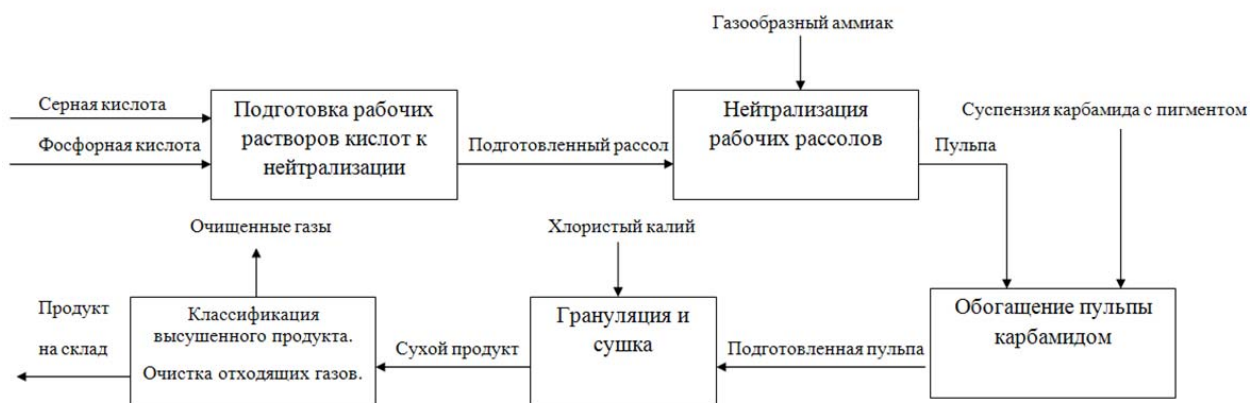 Газообразный аммиак
Серная кислота
Фосфорная кислота
Подготовка рабочих
растворов кислот к
нейтрализации
Подготовленный рассол
Нейтрализация
рабочих рассолов
Суспензия карбамида с пигментом
Пульпа
Очищенные газы
Хлористый калий
Продукт
на склад
Классификация
высушенного продукта.
Очистка отходящих газов.
Сухой продукт
Грануляция и
сушка
Подготовленная пульпа
Обогащение пульпы
карбамидом